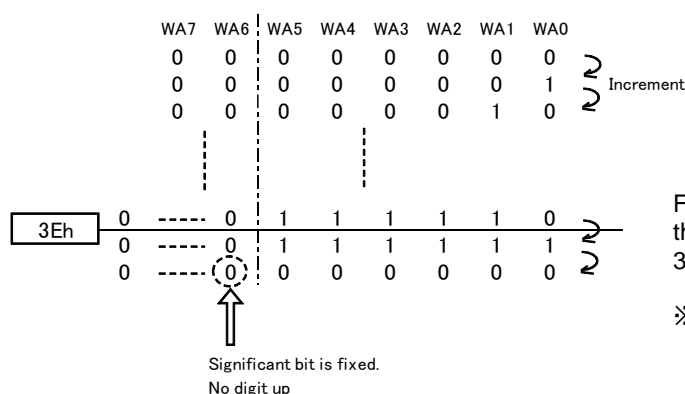 WA7 WA6 WA5 WA4 WA3 WA2 WA1 WA0
0 0 0 0 0 0 0 0
0 0 0 0 0 0 0 1
Increment
0 0 0 0 0 0 1 0
3Eh
0 0 1 1 1 1 1 0
0 0 1 1 1 1 1 1
0 0 0 0 0 0 0 0
Significant bit is fixed.
No digit up
F
th
3
※